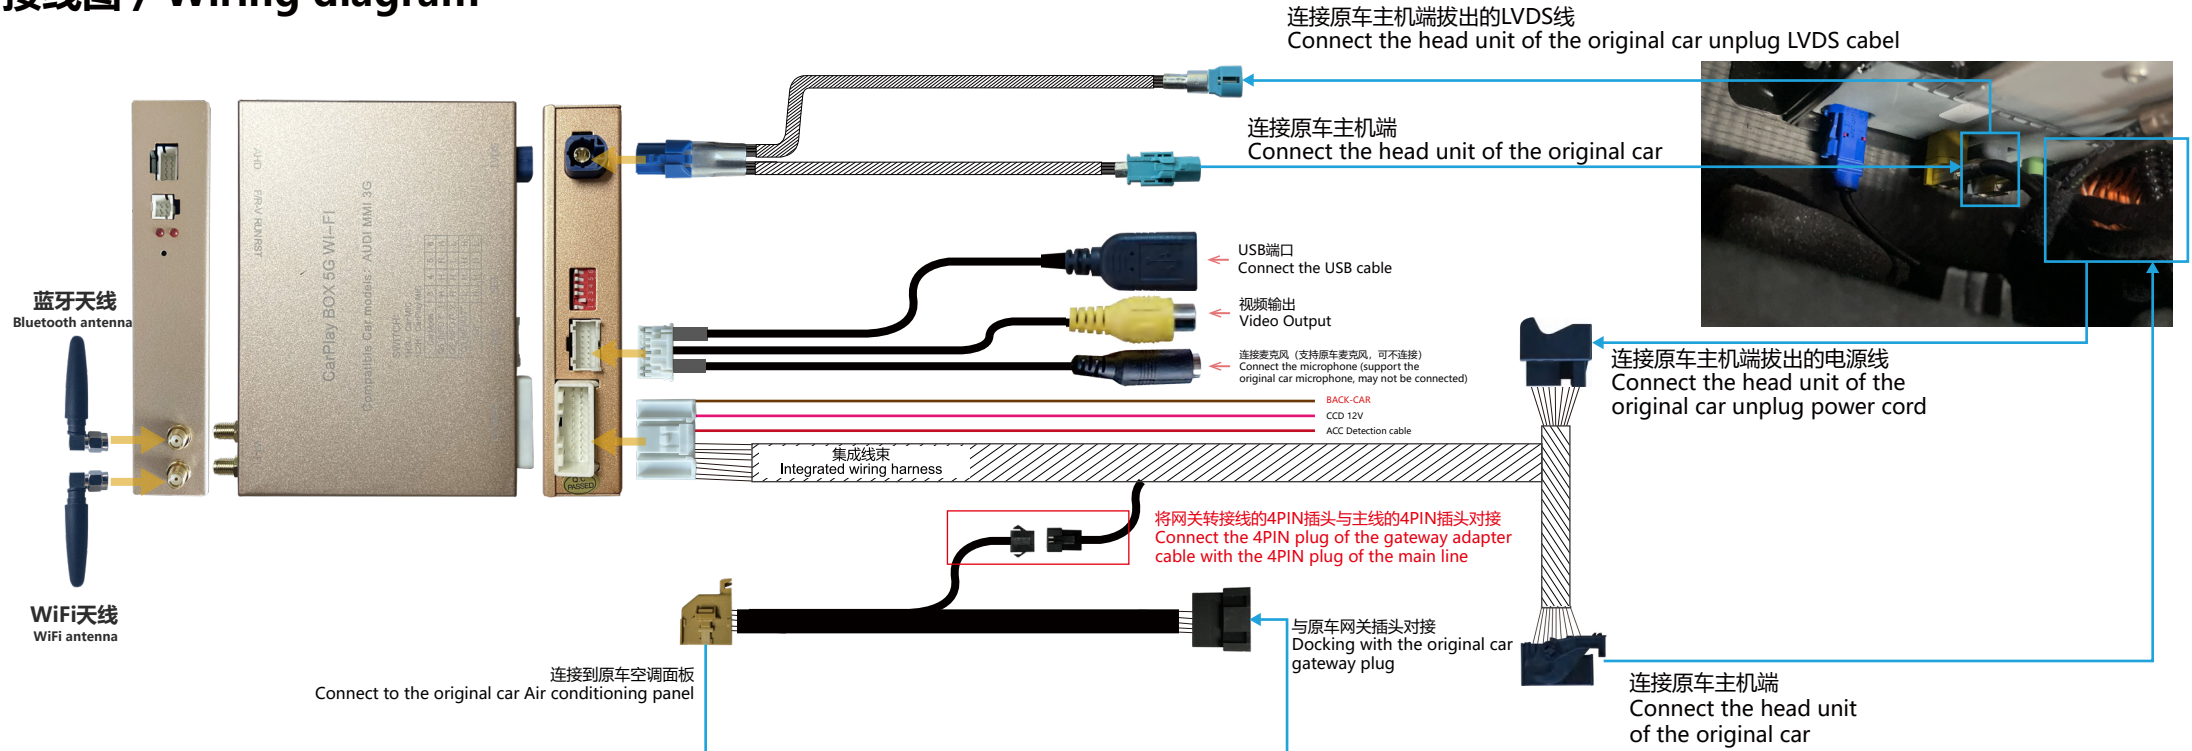 接线图 / Wiring diagram
连接原车主机端拔出的LVDS线
Connect the head unit of the original car unplug LVDS cabel
连接原车主机端
Connect the head unit of the original car
AHD
F/R-V RUN RST
CarPlay BOX 5G WI-FI
Compatible Car models: AUDI MMI 3G
SWITCH:
LVDS
USB端口
Connect the USB cable
视频输出
Video Output
连接麦克风（支持原车麦克风，可不连接）
Connect the microphone (support the
original car microphone, may not be connected)
蓝牙天线
Bluetooth antenna
WiFi天线
WiFi antenna
BACK-CAR
CCD 12V
ACC Detection cable
集成线束
Integrated wiring harness
PASSED
连接原车主机端拔出的电源线
Connect the head unit of the
original car unplug power cord
将网关转接线的4PIN插头与主线的4PIN插头对接
Connect the 4PIN plug of the gateway adapter
cable with the 4PIN plug of the main line
与原车网关插头对接
Docking with the original car
gateway plug
连接到原车空调面板
Connect to the original car Air conditioning panel
连接原车主机端
Connect the head unit
of the original car